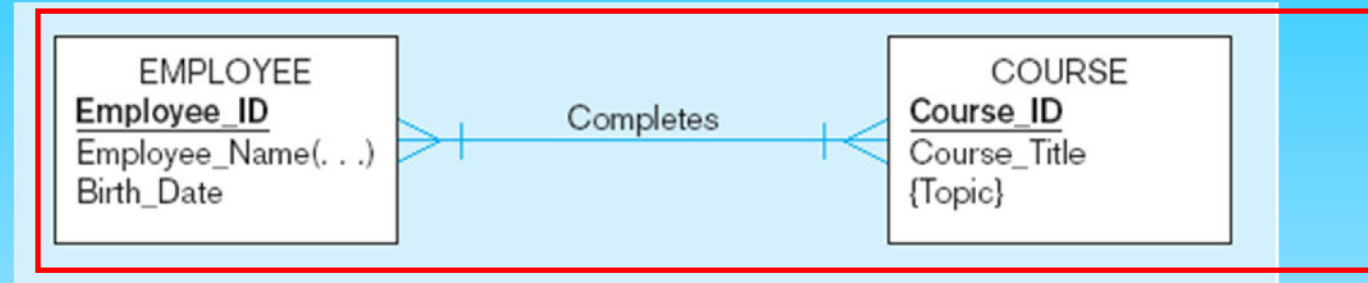 EMPLOYEE
Employee_ID
Employee_Name(. . .)
Birth_Date
Completes
COURSE
Course_ID
Course_Title
{Topic}